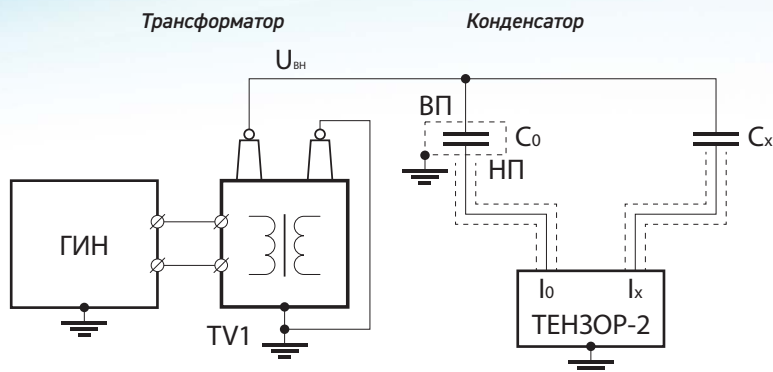 Трансформатор
Конденсатор
Uвн
ВП
C0
Cx
НП
ГИН
I0
Ix
ТЕНЗОР-2
TV1